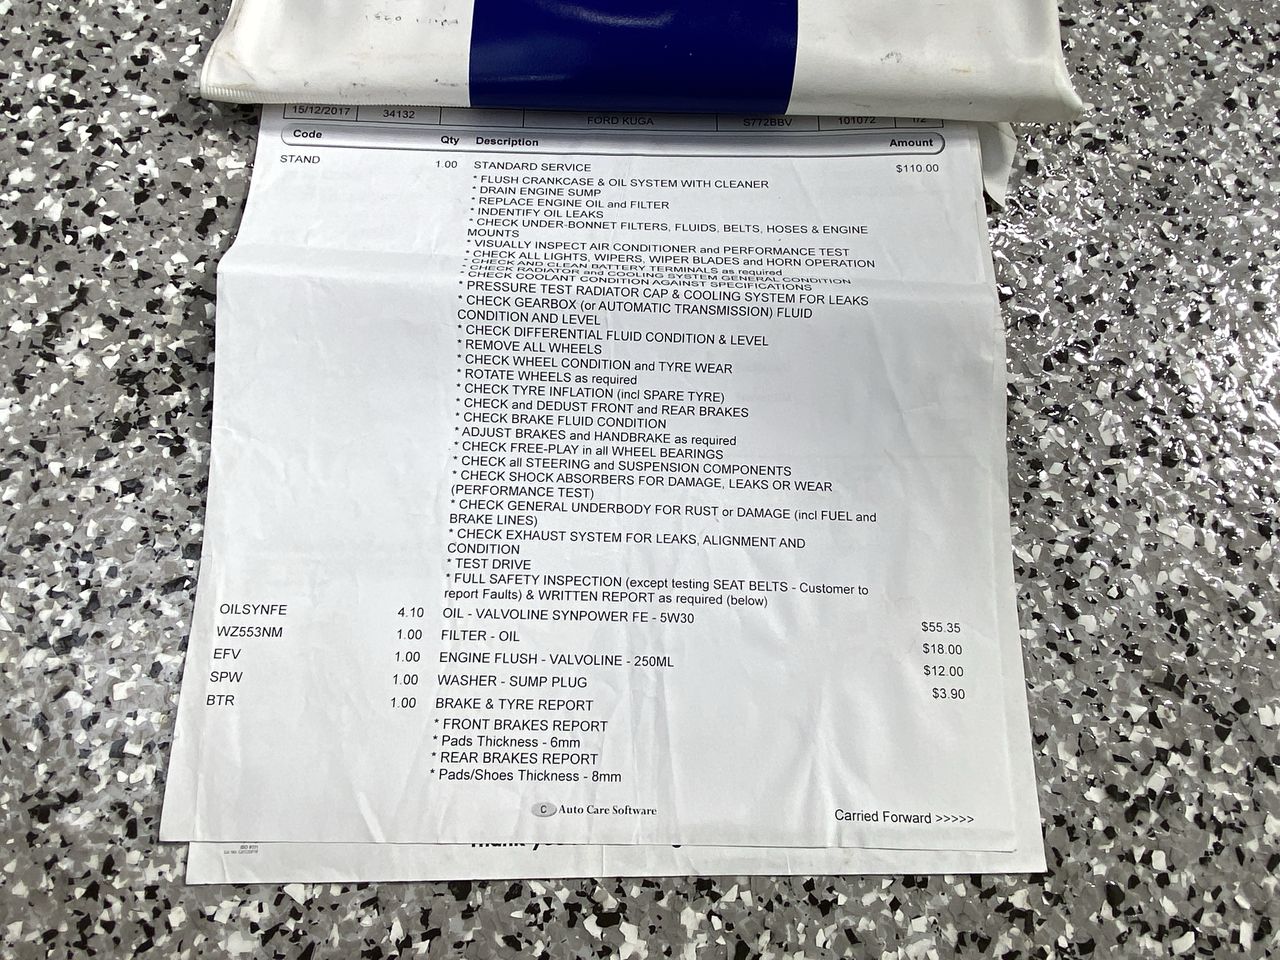 15/12/2017 34132 FORD KUGA S772BBV 101072 1/2
Code Qty Description Amount
STAND 1.00 STANDARD SERVICE $110.00
* FLUSH CRANKCASE & OIL SYSTEM WITH CLEANER
* DRAIN ENGINE SUMP
* REPLACE ENGINE OIL and FILTER
* INDENTIFY OIL LEAKS
* CHECK UNDER-BONNET FILTERS, FLUIDS, BELTS, HOSES & ENGINE
MOUNTS
* VISUALLY INSPECT AIR CONDITIONER and PERFORMANCE TEST
* CHECK ALL LIGHTS, WIPERS, WIPER BLADES and HORN OPERATION
* CHECK AND CLEAN BATTERY TERMINALS as required
* CHECK RADIATOR and COOLING SYSTEM GENERAL CONDITION
* CHECK COOLANT CONDITION AGAINST SPECIFICATIONS
* PRESSURE TEST RADIATOR CAP & COOLING SYSTEM FOR LEAKS
* CHECK GEARBOX (or AUTOMATIC TRANSMISSION) FLUID
CONDITION AND LEVEL
* CHECK DIFFERENTIAL FLUID CONDITION & LEVEL
* REMOVE ALL WHEELS
* CHECK WHEEL CONDITION and TYRE WEAR
* ROTATE WHEELS as required
* CHECK TYRE INFLATION (incl SPARE TYRE)
* CHECK and DEDUST FRONT and REAR BRAKES
* CHECK BRAKE FLUID CONDITION
* ADJUST BRAKES and HANDBRAKE as required
* CHECK FREE-PLAY in all WHEEL BEARINGS
* CHECK all STEERING and SUSPENSION COMPONENTS
* CHECK SHOCK ABSORBERS FOR DAMAGE, LEAKS OR WEAR
(PERFORMANCE TEST)
* CHECK GENERAL UNDERBODY FOR RUST or DAMAGE (incl FUEL and
BRAKE LINES)
* CHECK EXHAUST SYSTEM FOR LEAKS, ALIGNMENT AND
CONDITION
* TEST DRIVE
* FULL SAFETY INSPECTION (except testing SEAT BELTS - Customer to
report Faults) & WRITTEN REPORT as required (below)
OILSYNFE 4.10 OIL - VALVOLINE SYNPOWER FE - 5W30 $55.35
WZ553NM 1.00 FILTER - OIL $18.00
EFV 1.00 ENGINE FLUSH - VALVOLINE - 250ML $12.00
SPW 1.00 WASHER - SUMP PLUG $3.90
BTR 1.00 BRAKE & TYRE REPORT
* FRONT BRAKES REPORT
* Pads Thickness - 6mm
* REAR BRAKES REPORT
* Pads/Shoes Thickness - 8mm
C Auto Care Software
Carried Forward >>>>>